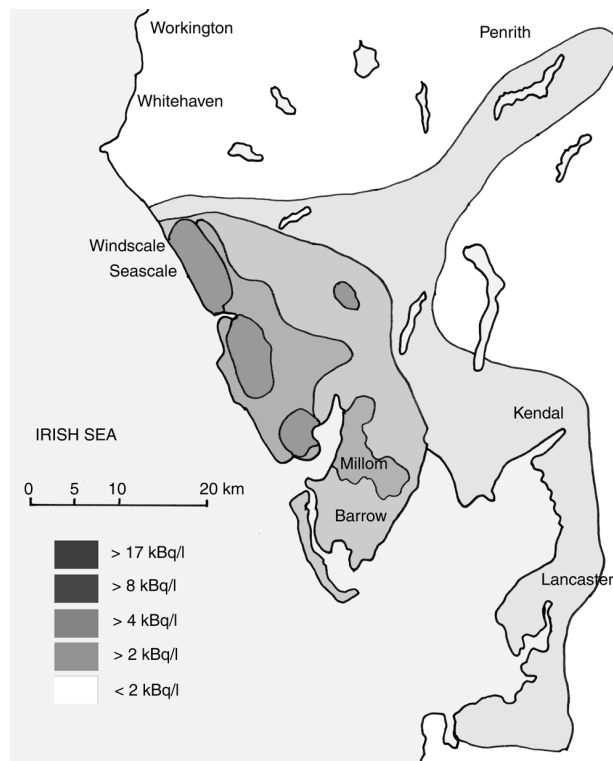 Workington
Penrith
Whitehaven
Windscale
Seascale
Kendal
IRISH SEA
Millom
0 5 10 20 km
Barrow
> 17 kBq/l
> 8 kBq/l
Lancaster
> 4 kBq/l
> 2 kBq/l
< 2 kBq/l